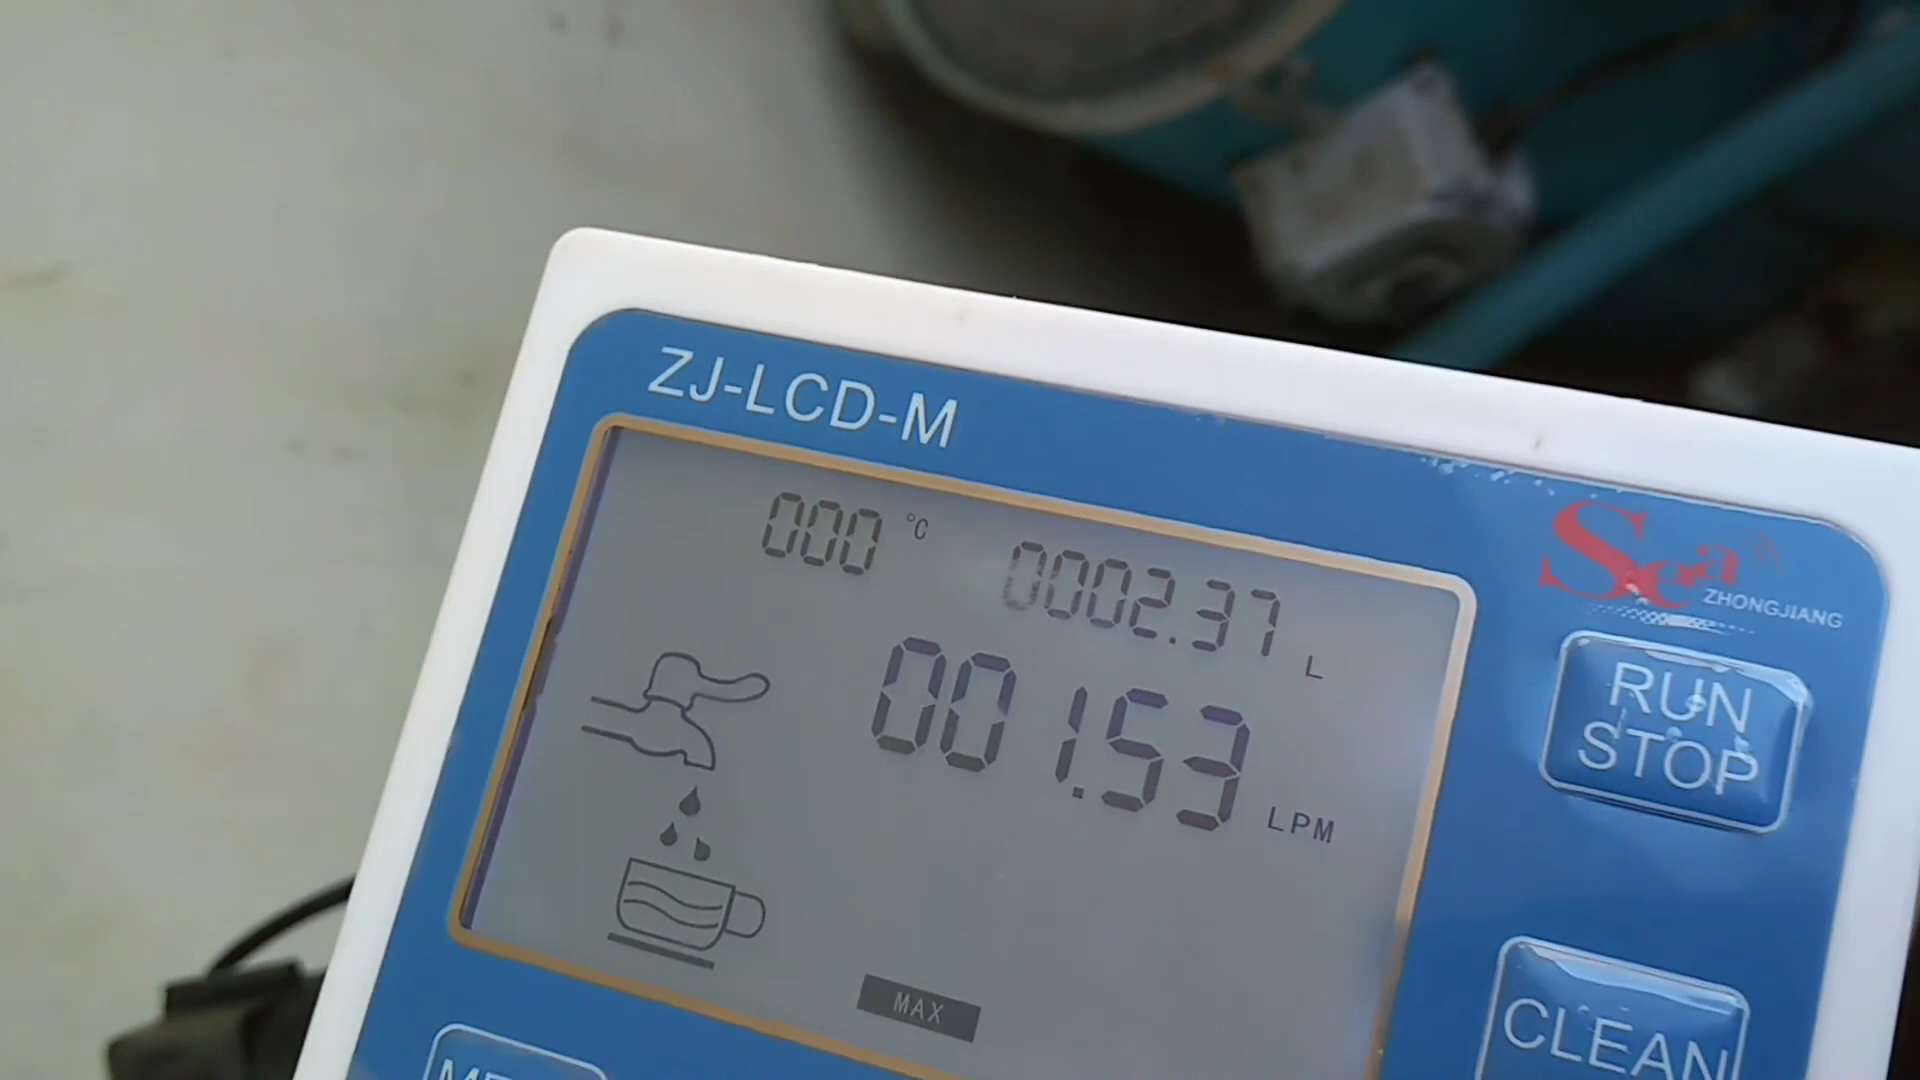 ZJ-LCD-M
000 °C 0002.37 L
Sea
ZHONGJIANG
001.53 LPM
RUN
STOP
MAX
CLEAN